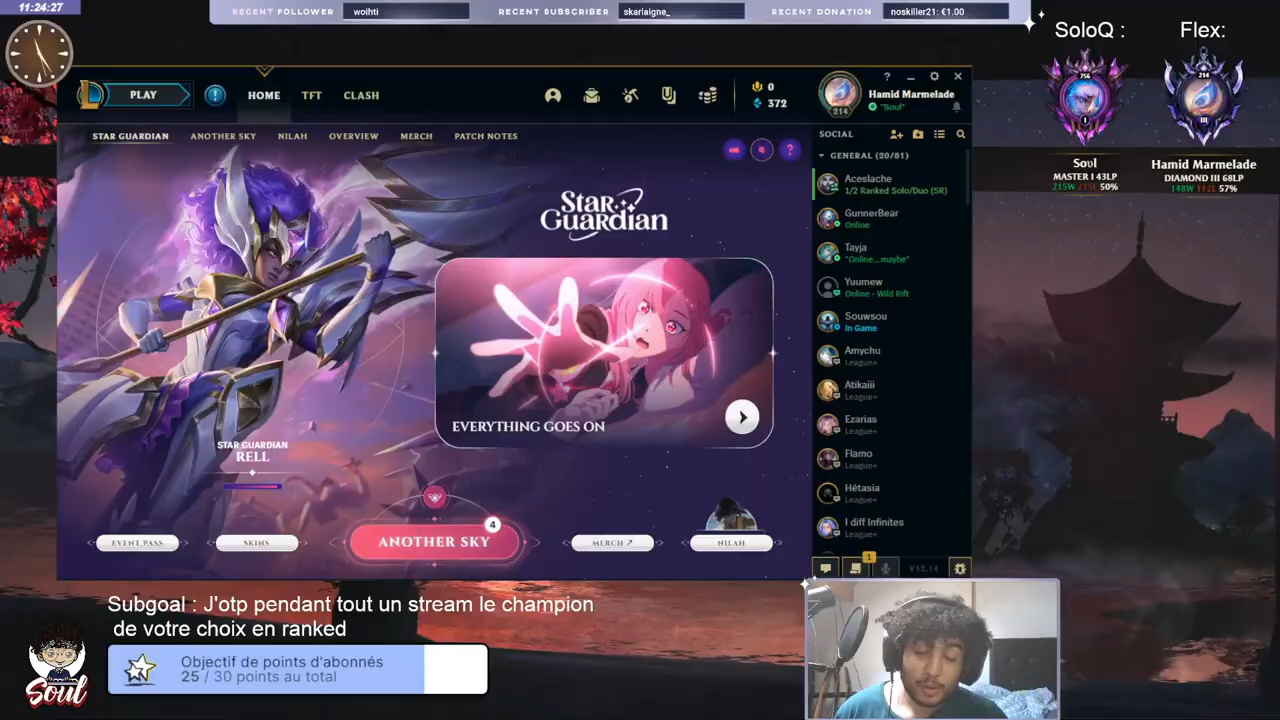 11:24:27
RECENT FOLLOWER
woihti
RECENT SUBSCRIBER
skarlaigne_
RECENT DONATION
noskiller21: €1.00
SoloQ :
Flex:
756
I
214
III
Soul
MASTER I 43LP
215W 215L 50%
Hamid Marmelade
DIAMOND III 68LP
148W 112L 57%
PLAY
HOME
TFT
CLASH
0
372
214
Hamid Marmelade
"Soul"
STAR GUARDIAN
ANOTHER SKY
NILAH
OVERVIEW
MERCH
PATCH NOTES
SOCIAL
GENERAL (20/81)
Aceslache
1/2 Ranked Solo/Duo (SR)
GunnerBear
Online
Tayja
"Online....maybe"
Yuumew
Online - Wild Rift
Souwsou
In Game
Amychu
League+
Atikaiii
League+
Ezarias
League+
Flamo
League+
Hétasia
League+
I diff Infinites
League+
1
V12.14
Star Guardian
EVERYTHING GOES ON
STAR GUARDIAN
RELL
EVENT PASS
SKINS
ANOTHER SKY
4
MERCH ↗
NILAH
Subgoal : J'otp pendant tout un stream le champion
de votre choix en ranked
Objectif de points d'abonnés
25 / 30 points au total
Soul